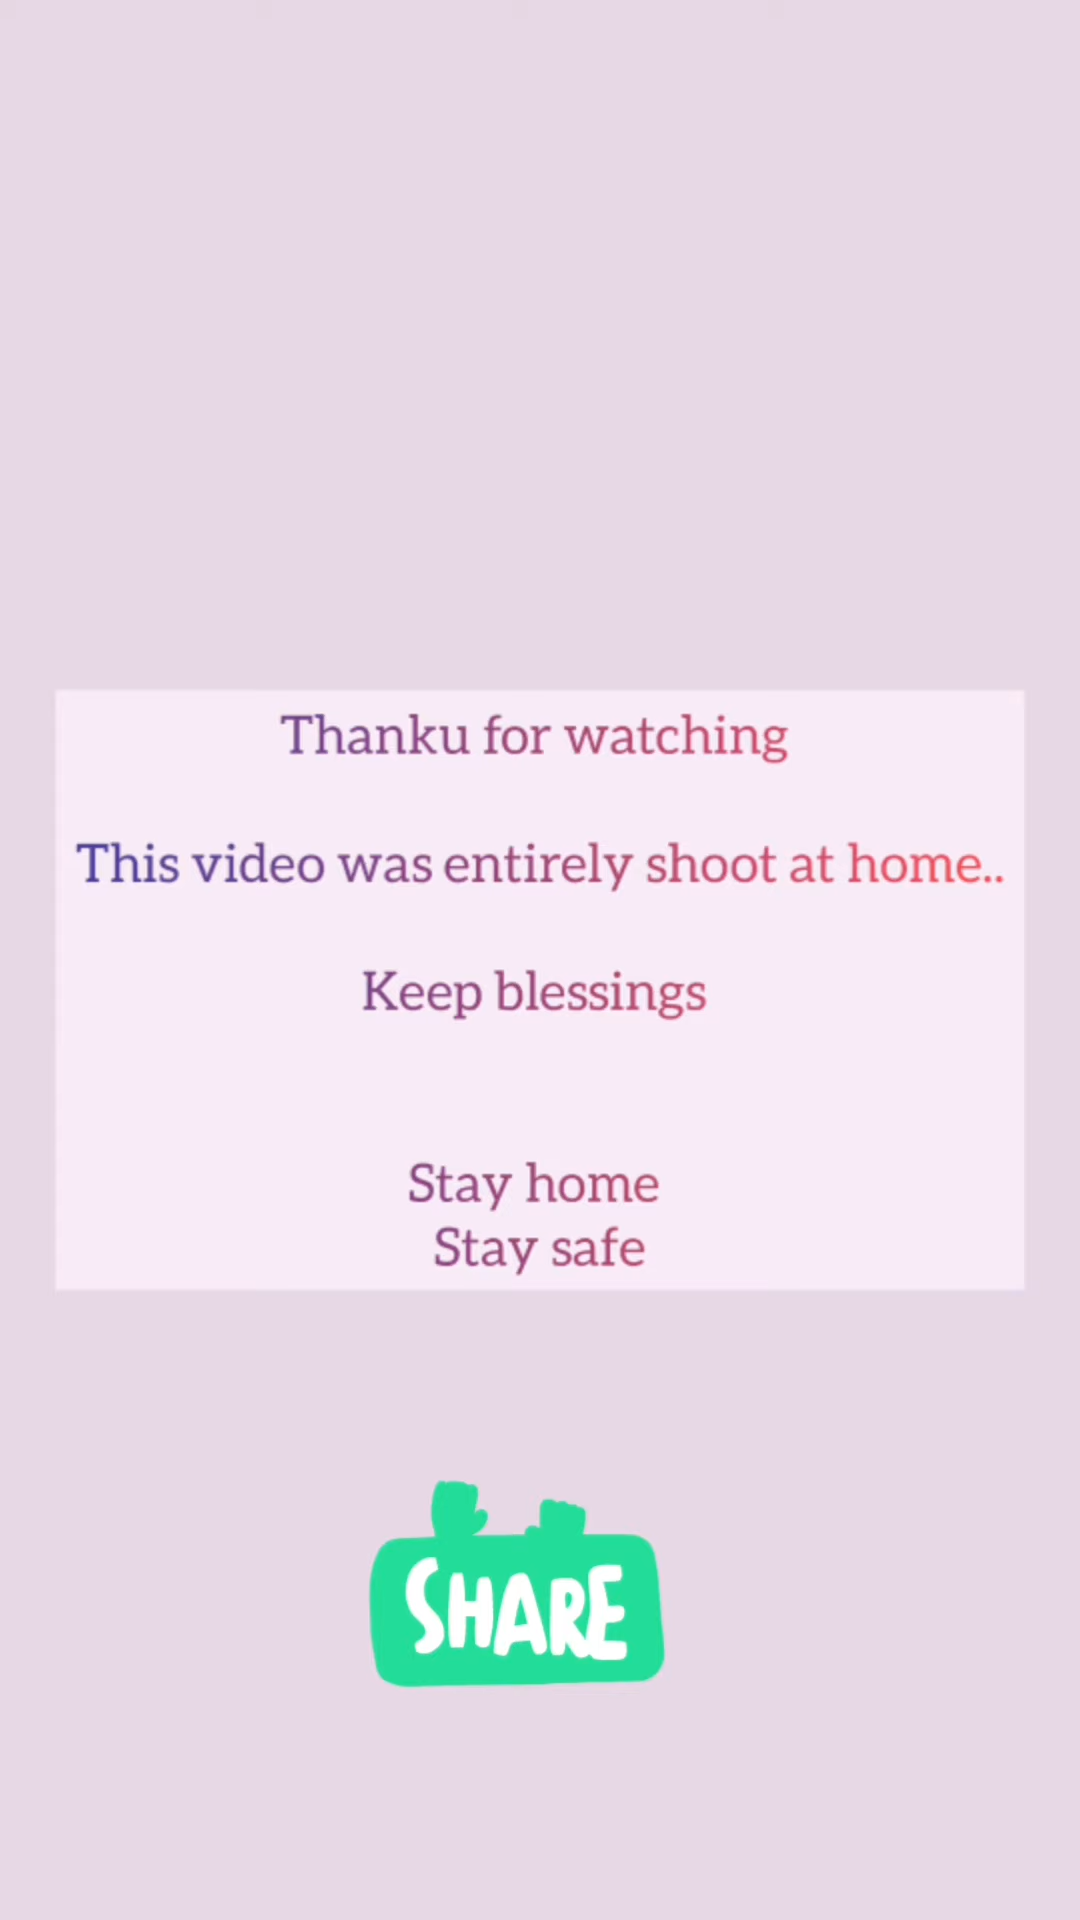 Thanku for watching
This video was entirely shoot at home..
Keep blessings
Stay home
Stay safe
SHARE